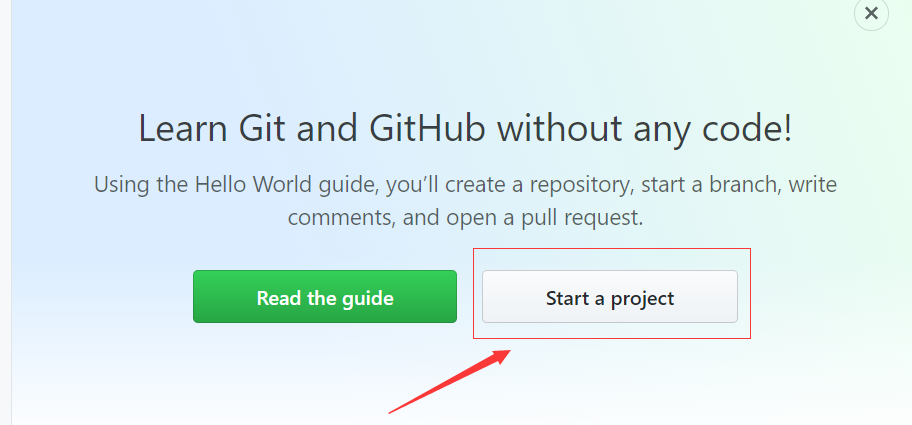 Learn Git and GitHub without any code!
Using the Hello World guide, you’ll create a repository, start a branch, write
comments, and open a pull request.
Read the guide
Start a project